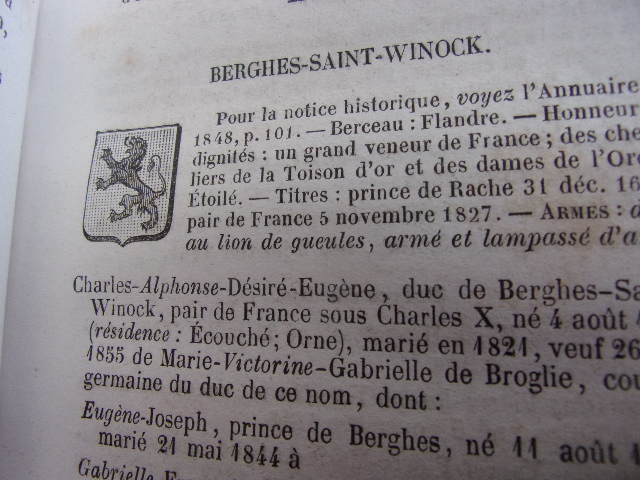 BERGHES-SAINT-WINOCK.
Pour la notice historique, voyez l'Annuaire
1848, p. 101. — Berceau : Flandre. — Honneur
dignités : un grand veneur de France ; des che
liers de la Toison d'or et des dames de l'Or
Étoilé. — Titres : prince de Rache 31 déc. 16
pair de France 5 novembre 1827. — ARMES : d
au lion de gueules, armé et lampassé d'a
Charles-Alphonse-Désiré-Eugène, duc de Berghes-Sa
Winock, pair de France sous Charles X, né 4 août
(résidence : Écouché; Orne), marié en 1821, veuf 26
1855 de Marie-Victorine-Gabrielle de Broglie, cou
germaine du duc de ce nom, dont :
Eugène-Joseph, prince de Berghes, né 11 août 1
marié 21 mai 1844 à
Gabrielle